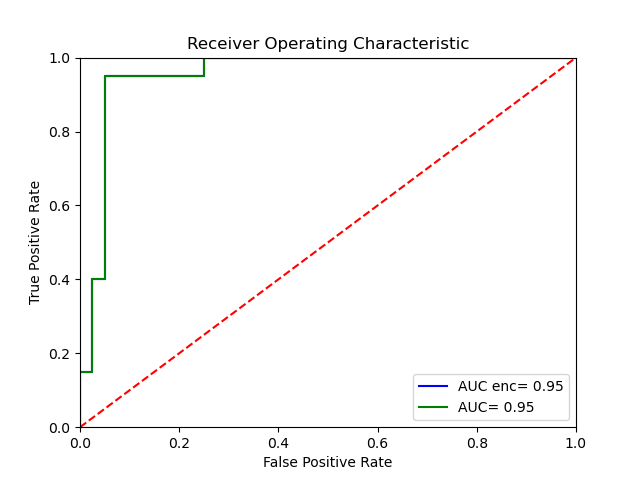 Receiver Operating Characteristic
1.0
0.8
0.6
0.4
0.2
0.0
True Positive Rate
0.0 0.2 0.4 0.6 0.8 1.0
False Positive Rate
AUC enc= 0.95
AUC= 0.95